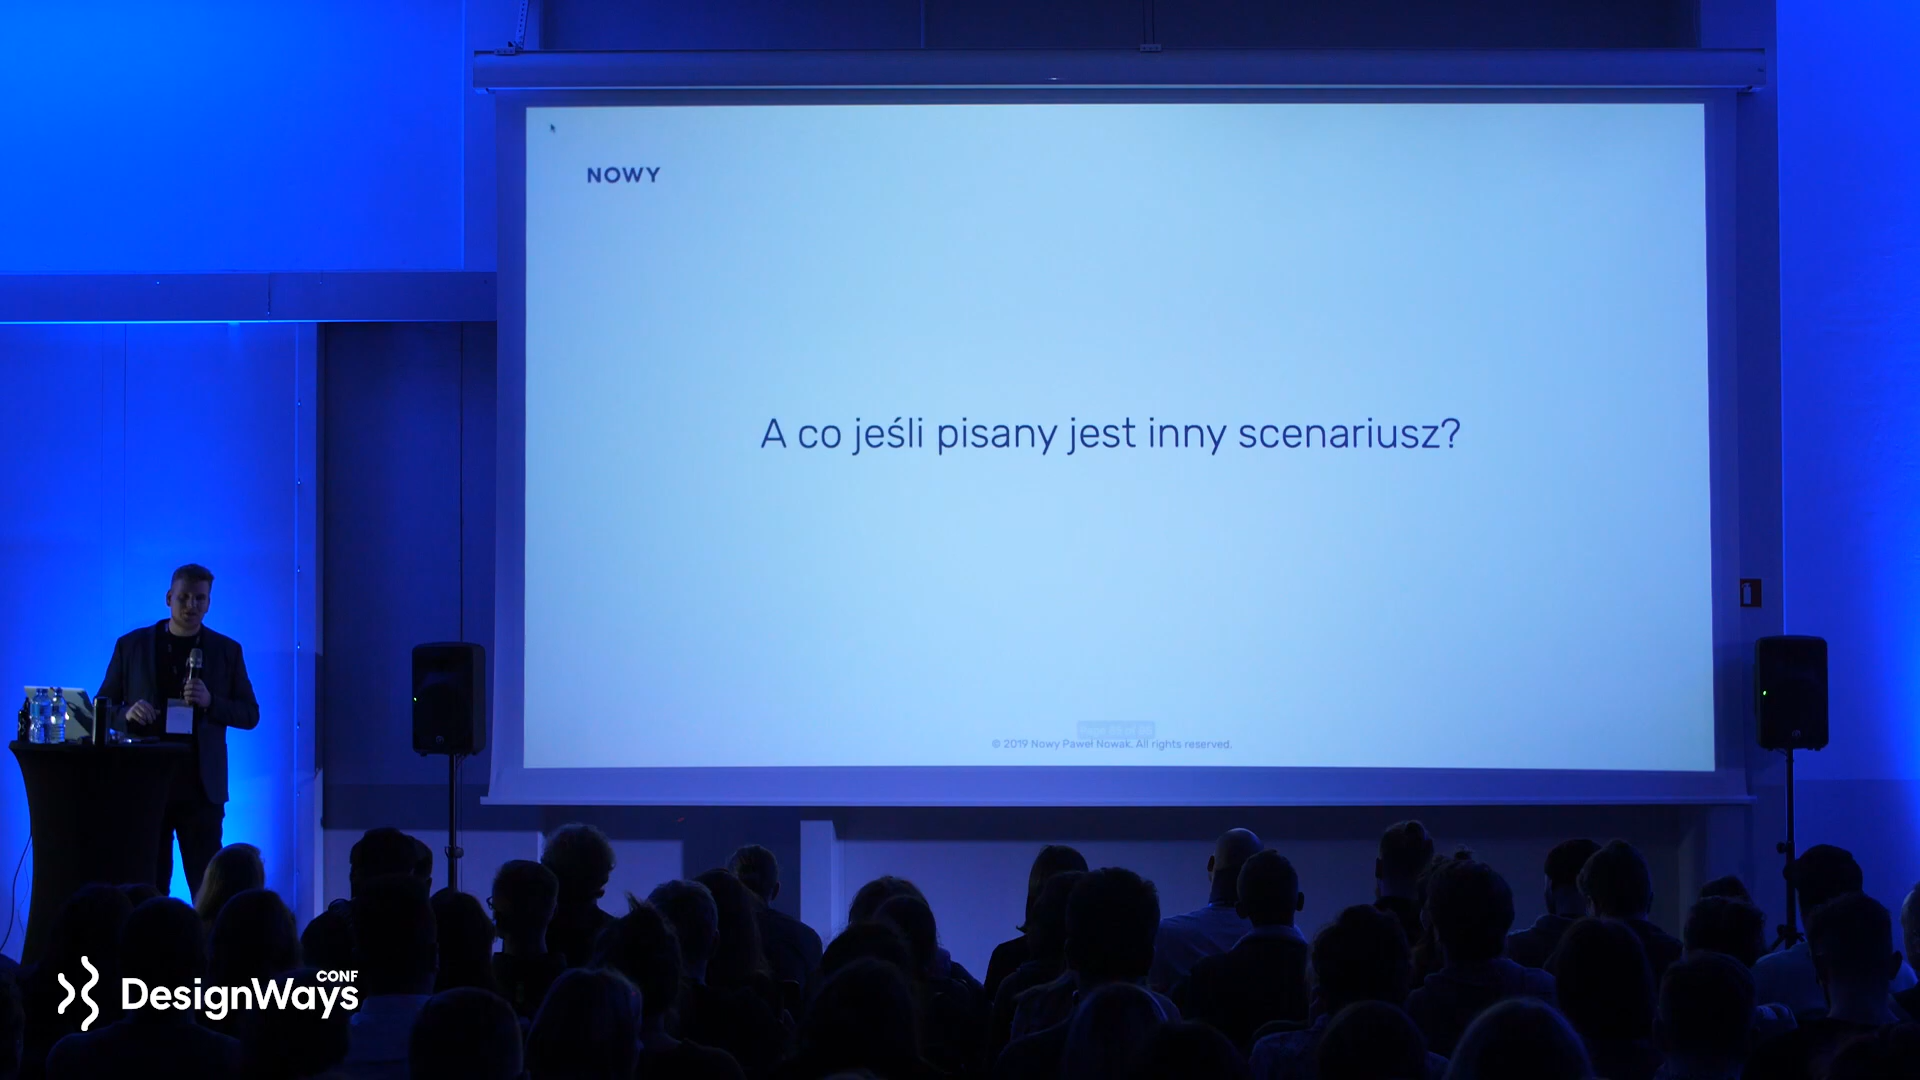 NOWY
A co jeśli pisany jest inny scenariusz?
© 2019 Nowy Paweł Nowak. All rights reserved.
DesignWays CONF